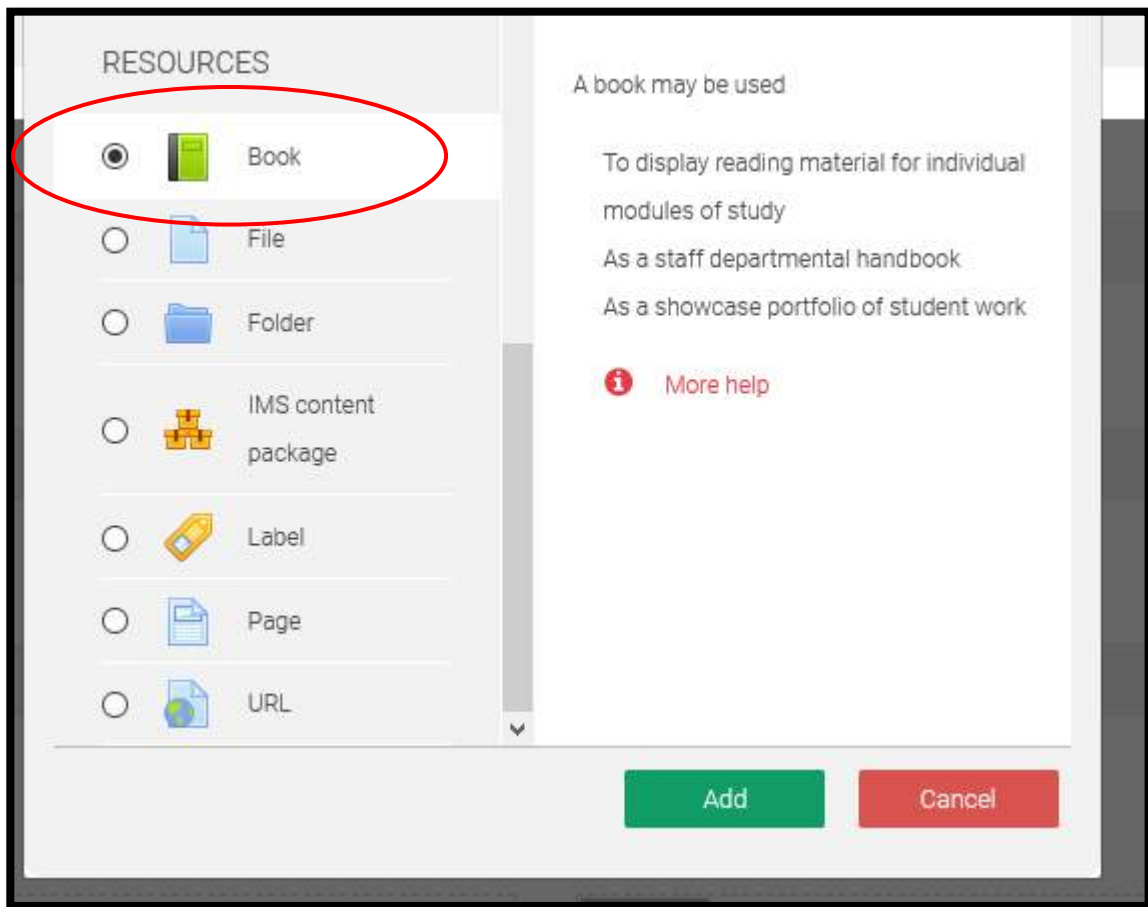 RESOURCES
Book
File
Folder
IMS content
package
Label
Page
URL
A book may be used
To display reading material for individual
modules of study
As a staff departmental handbook
As a showcase portfolio of student work
More help
Add
Cancel